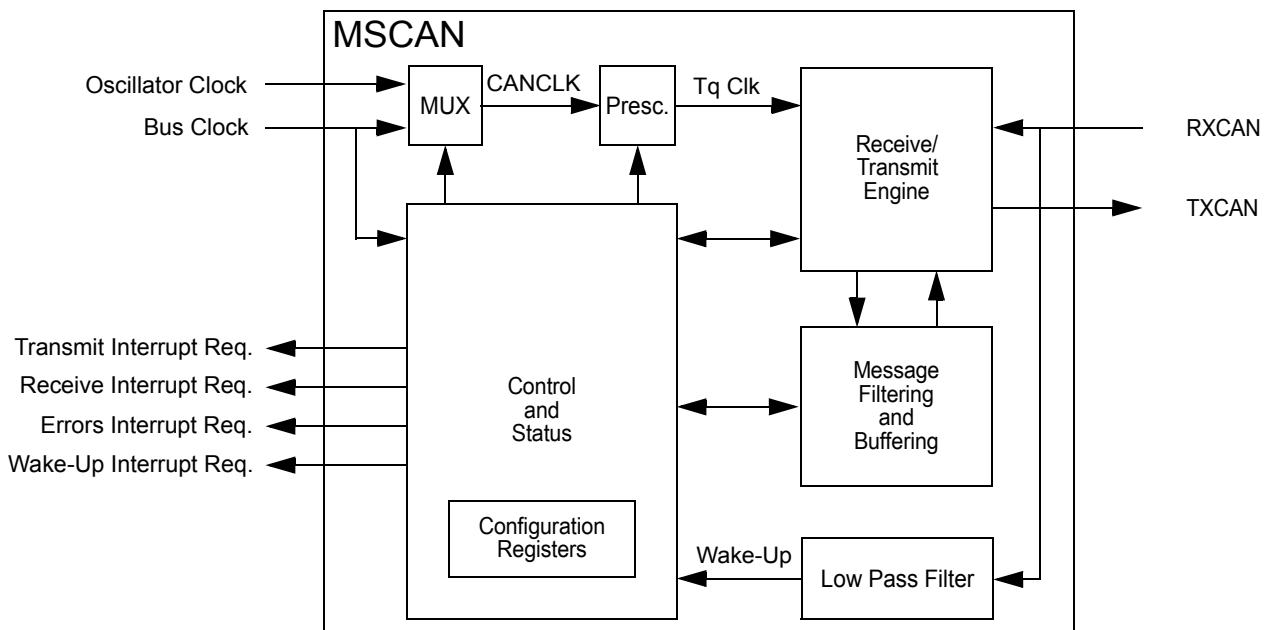 MSCAN
Oscillator Clock
Bus Clock
MUX
CANCLK
Presc.
Tq Clk
Receive/
Transmit
Engine
RXCAN
TXCAN
Transmit Interrupt Req.
Receive Interrupt Req.
Errors Interrupt Req.
Wake-Up Interrupt Req.
Control
and
Status
Message
Filtering
and
Buffering
Configuration
Registers
Wake-Up
Low Pass Filter